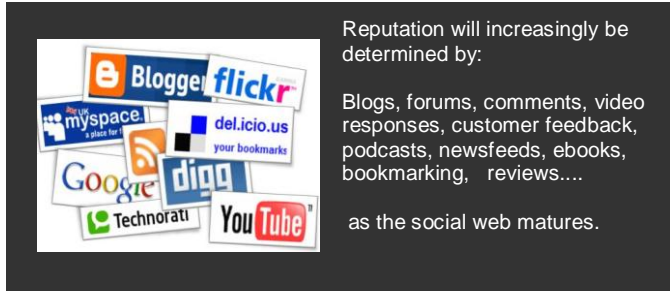 Blogger
flickr
UK
myspace.
a place for f
del.icio.us
your bookmarks
Google
digg
Technorati
YouTube
Reputation will increasingly be
determined by:
Blogs, forums, comments, video
responses, customer feedback,
podcasts, newsfeeds, ebooks,
bookmarking, reviews....
as the social web matures.